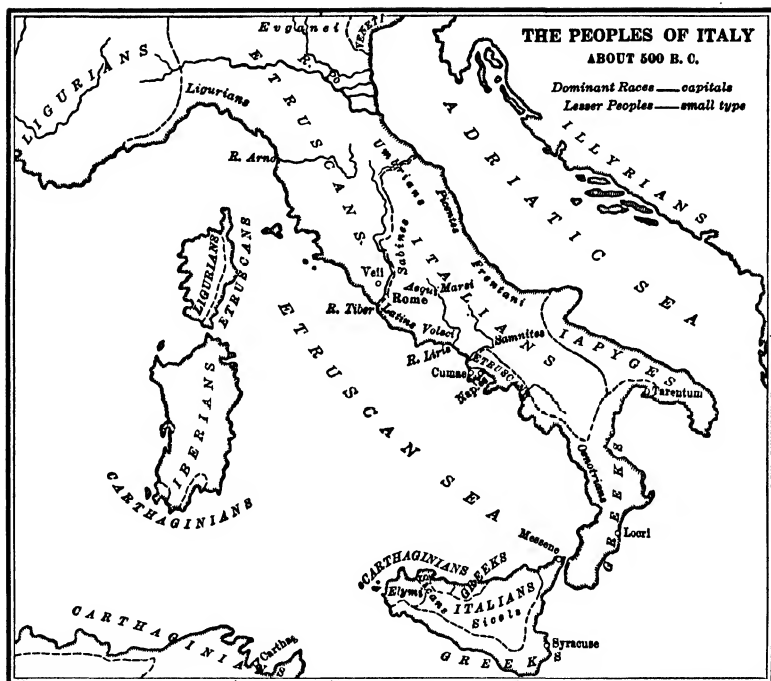 THE PEOPLES OF ITALY
ABOUT 500 B. C.
Dominant Races — capitals
Lesser Peoples — small type
Euganei
VENETI
R. Po
LIGURIANS
Ligurians
ETRUSCANS
ADRIATIC SEA
ILLYRIANS
R. Arno
Umbrians
Picentes
Sabines
ITALIANS
Frentani
LIGURIANS
ETRUSCANS
Veii
Aequi
Marsi
Rome
R. Tiber
Latins
Volsci
Samnites
R. Liris
IAPYGES
ETRUSCANS
Cumae
Tarentum
ETRUSCAN SEA
IBERIANS
CARTHAGINIANS
Oenotrians
GREEKS
Locri
Messene
CARTHAGINIANS
GREEKS
Elymi
Sicans
ITALIANS
Sicels
CARTHAGINIANS
Syracuse
GREEKS